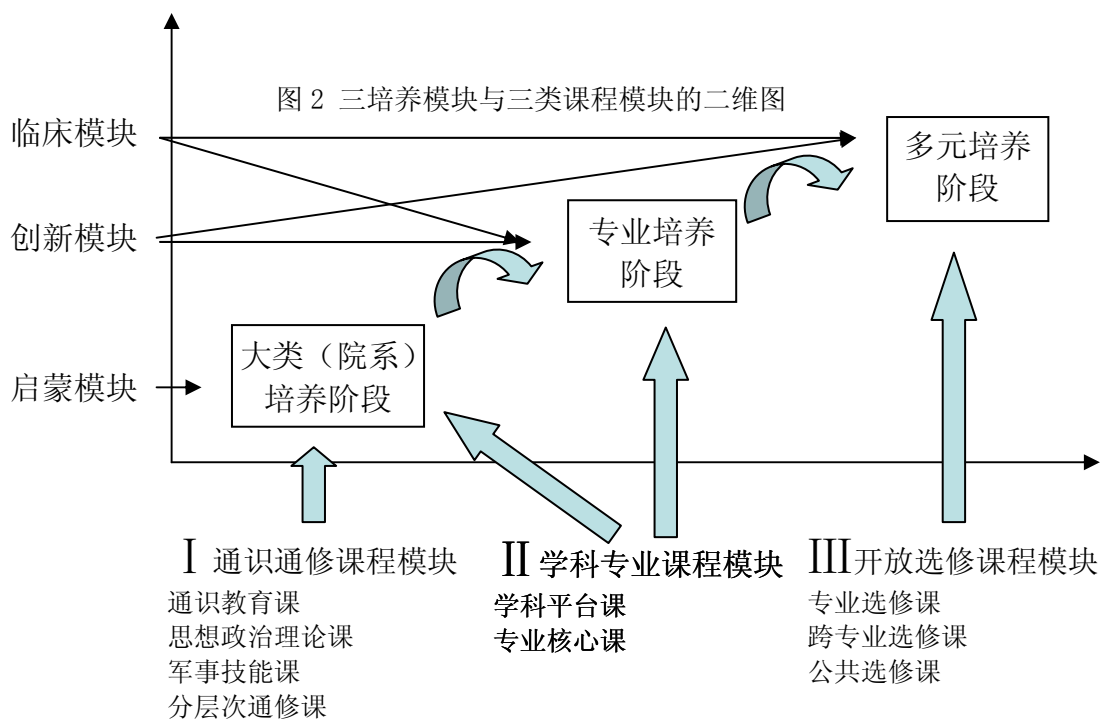 图 2 三培养模块与三类课程模块的二维图
临床模块
多元培养
阶段
创新模块
专业培养
阶段
启蒙模块
大类（院系）
培养阶段
Ⅰ 通识通修课程模块
通识教育课
思想政治理论课
军事技能课
分层次通修课
Ⅱ 学科专业课程模块
学科平台课
专业核心课
Ⅲ开放选修课程模块
专业选修课
跨专业选修课
公共选修课